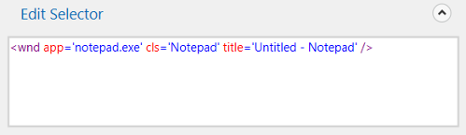 Edit Selector
<wnd app='notepad.exe' cls='Notepad' title='Untitled - Notepad' />